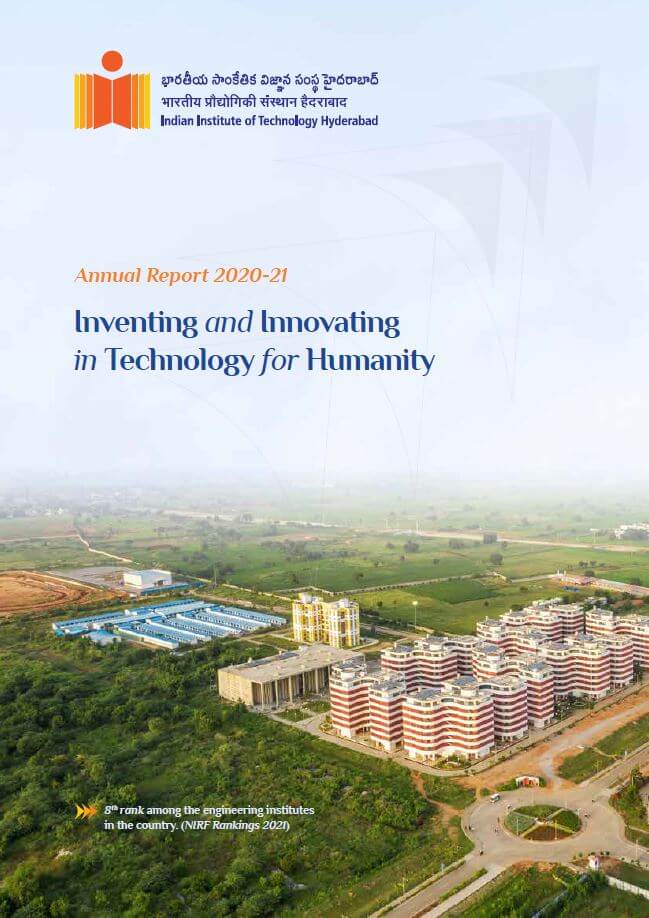 భారతీయ సాంకేతిక విజ్ఞాన సంస్థ హైదరాబాద్
भारतीय प्रौद्योगिकी संस्थान हैदराबाद
Indian Institute of Technology Hyderabad
Annual Report 2020-21
Inventing and Innovating
in Technology for Humanity
8th rank among the engineering institutes
in the country. (NIRF Rankings 2021)